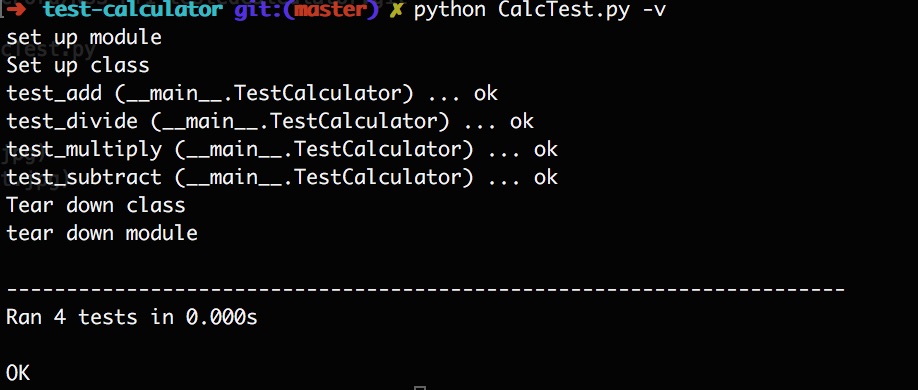 ➜ test-calculator git:(master) ✗ python CalcTest.py -v
set up module
Set up class
test_add (__main__.TestCalculator) ... ok
test_divide (__main__.TestCalculator) ... ok
test_multiply (__main__.TestCalculator) ... ok
test_subtract (__main__.TestCalculator) ... ok
Tear down class
tear down module
----------------------------------------------------------------------
Ran 4 tests in 0.000s
OK